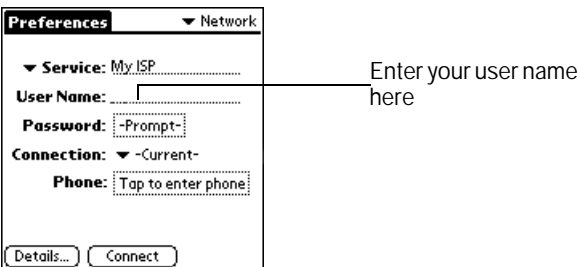 Preferences ▼ Network
▼ Service: My ISP
User Name:
Password: -Prompt-
Connection: ▼ -Current-
Phone: Tap to enter phone
Details... Connect
Enter your user name
here